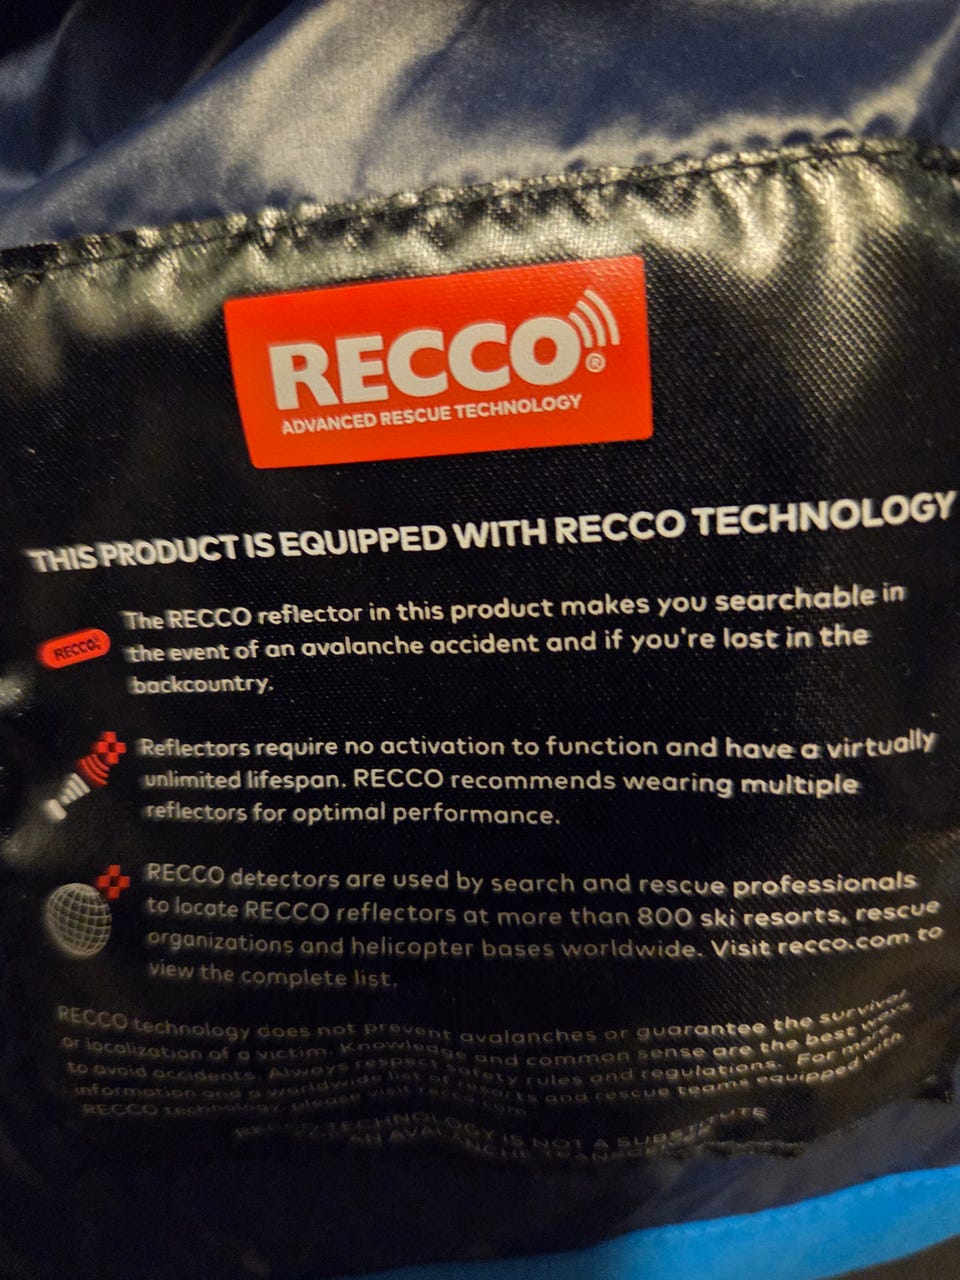 RECCO®
ADVANCED RESCUE TECHNOLOGY
THIS PRODUCT IS EQUIPPED WITH RECCO TECHNOLOGY
The RECCO reflector in this product makes you searchable in
RECCO®
the event of an avalanche accident and if you're lost in the
backcountry.
Reflectors require no activation to function and have a virtually
unlimited lifespan. RECCO recommends wearing multiple
reflectors for optimal performance.
RECCO detectors are used by search and rescue professionals
to locate RECCO reflectors at more than 800 ski resorts, rescue
organizations and helicopter bases worldwide. Visit recco.com to
view the complete list.
RECCO technology does not prevent avalanches or guarantee the survival
or localization of a victim. Knowledge and common sense are the best ways
to avoid accidents. Always respect safety rules and regulations. For more
information and a worldwide list of resorts and rescue teams equipped with
RECCO technology, please visit recco.com
RECCO TECHNOLOGY IS NOT A SUBSTITUTE
AN AVALANCHE TRANSCEIVER